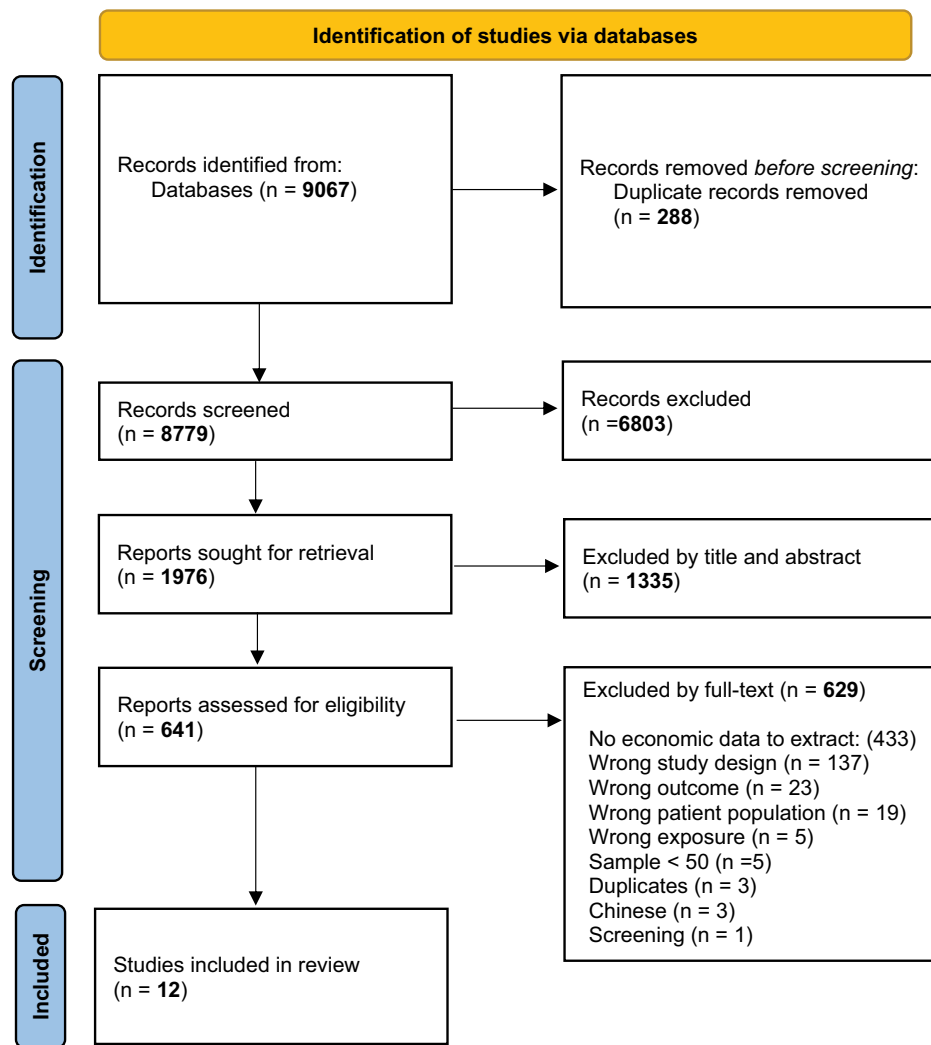 Identification of studies via databases
Identification
Records identified from:
Databases (n = 9067)
Records removed before screening:
Duplicate records removed
(n = 288)
Screening
Records screened
(n = 8779)
Records excluded
(n =6803)
Reports sought for retrieval
(n = 1976)
Excluded by title and abstract
(n = 1335)
Reports assessed for eligibility
(n = 641)
Excluded by full-text (n = 629)
No economic data to extract: (433)
Wrong study design (n = 137)
Wrong outcome (n = 23)
Wrong patient population (n = 19)
Wrong exposure (n = 5)
Sample < 50 (n =5)
Duplicates (n = 3)
Chinese (n = 3)
Screening (n = 1)
Included
Studies included in review
(n = 12)